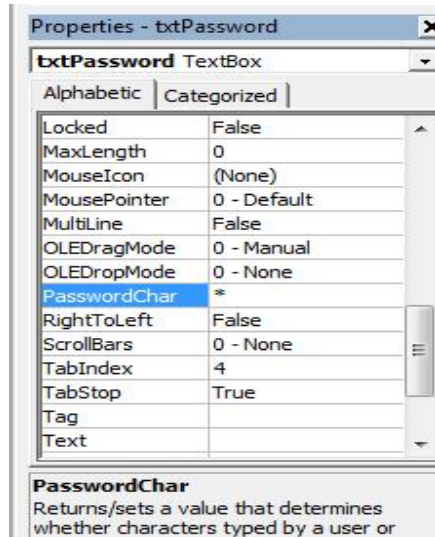 Properties - txtPassword
txtPassword TextBox
Alphabetic Categorized
Locked False
MaxLength 0
MouseIcon (None)
MousePointer 0 - Default
MultiLine False
OLEDragMode 0 - Manual
OLEDropMode 0 - None
PasswordChar *
RightToLeft False
ScrollBars 0 - None
TabIndex 4
TabStop True
Tag
Text
PasswordChar
Returns/sets a value that determines
whether characters typed by a user or